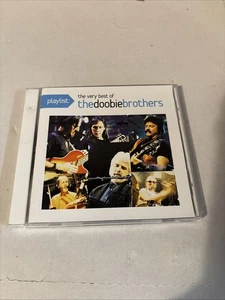 playlist: the very best of
thedoobiebrothers